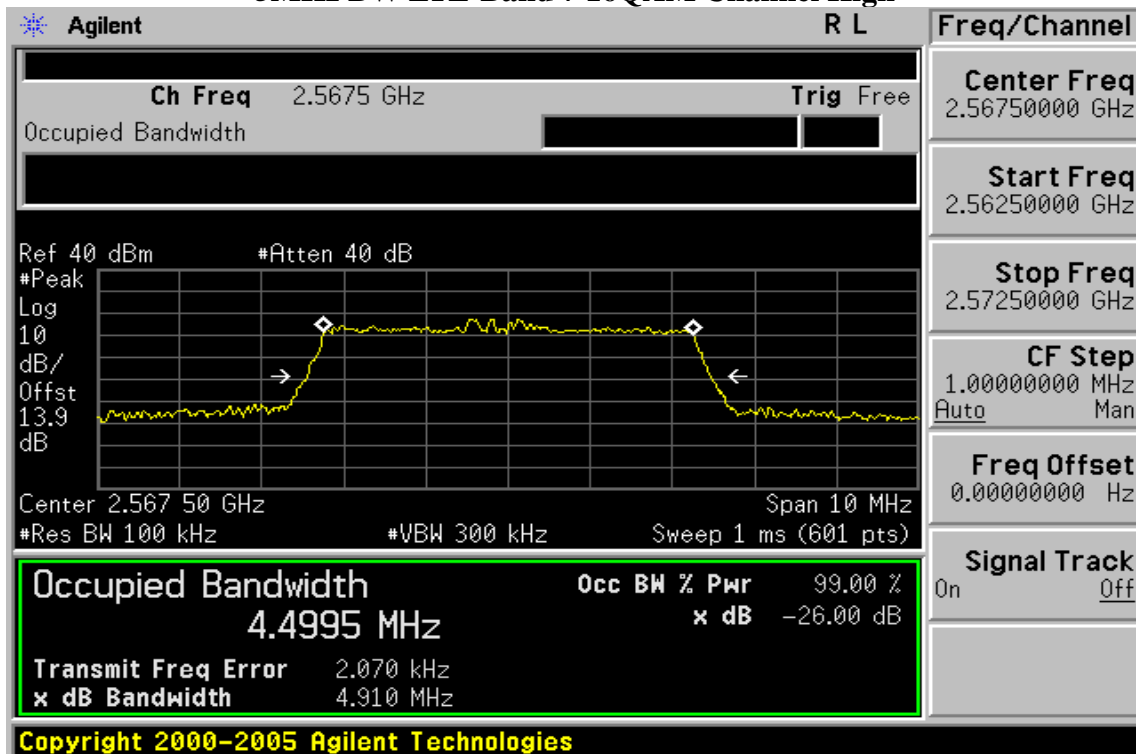 Agilent R L Freq/Channel
Ch Freq 2.5675 GHz Trig Free
Occupied Bandwidth
Center Freq
2.56750000 GHz
Start Freq
2.56250000 GHz
Stop Freq
2.57250000 GHz
CF Step
1.00000000 MHz
Auto Man
Freq Offset
0.00000000 Hz
Signal Track
On Off
Ref 40 dBm #Atten 40 dB
#Peak
Log
10
dB/
Offst
13.9
dB
Center 2.567 50 GHz Span 10 MHz
#Res BW 100 kHz #VBW 300 kHz Sweep 1 ms (601 pts)
Occupied Bandwidth Occ BW % Pwr 99.00 %
4.4995 MHz x dB -26.00 dB
Transmit Freq Error 2.070 kHz
x dB Bandwidth 4.910 MHz
Copyright 2000-2005 Agilent Technologies